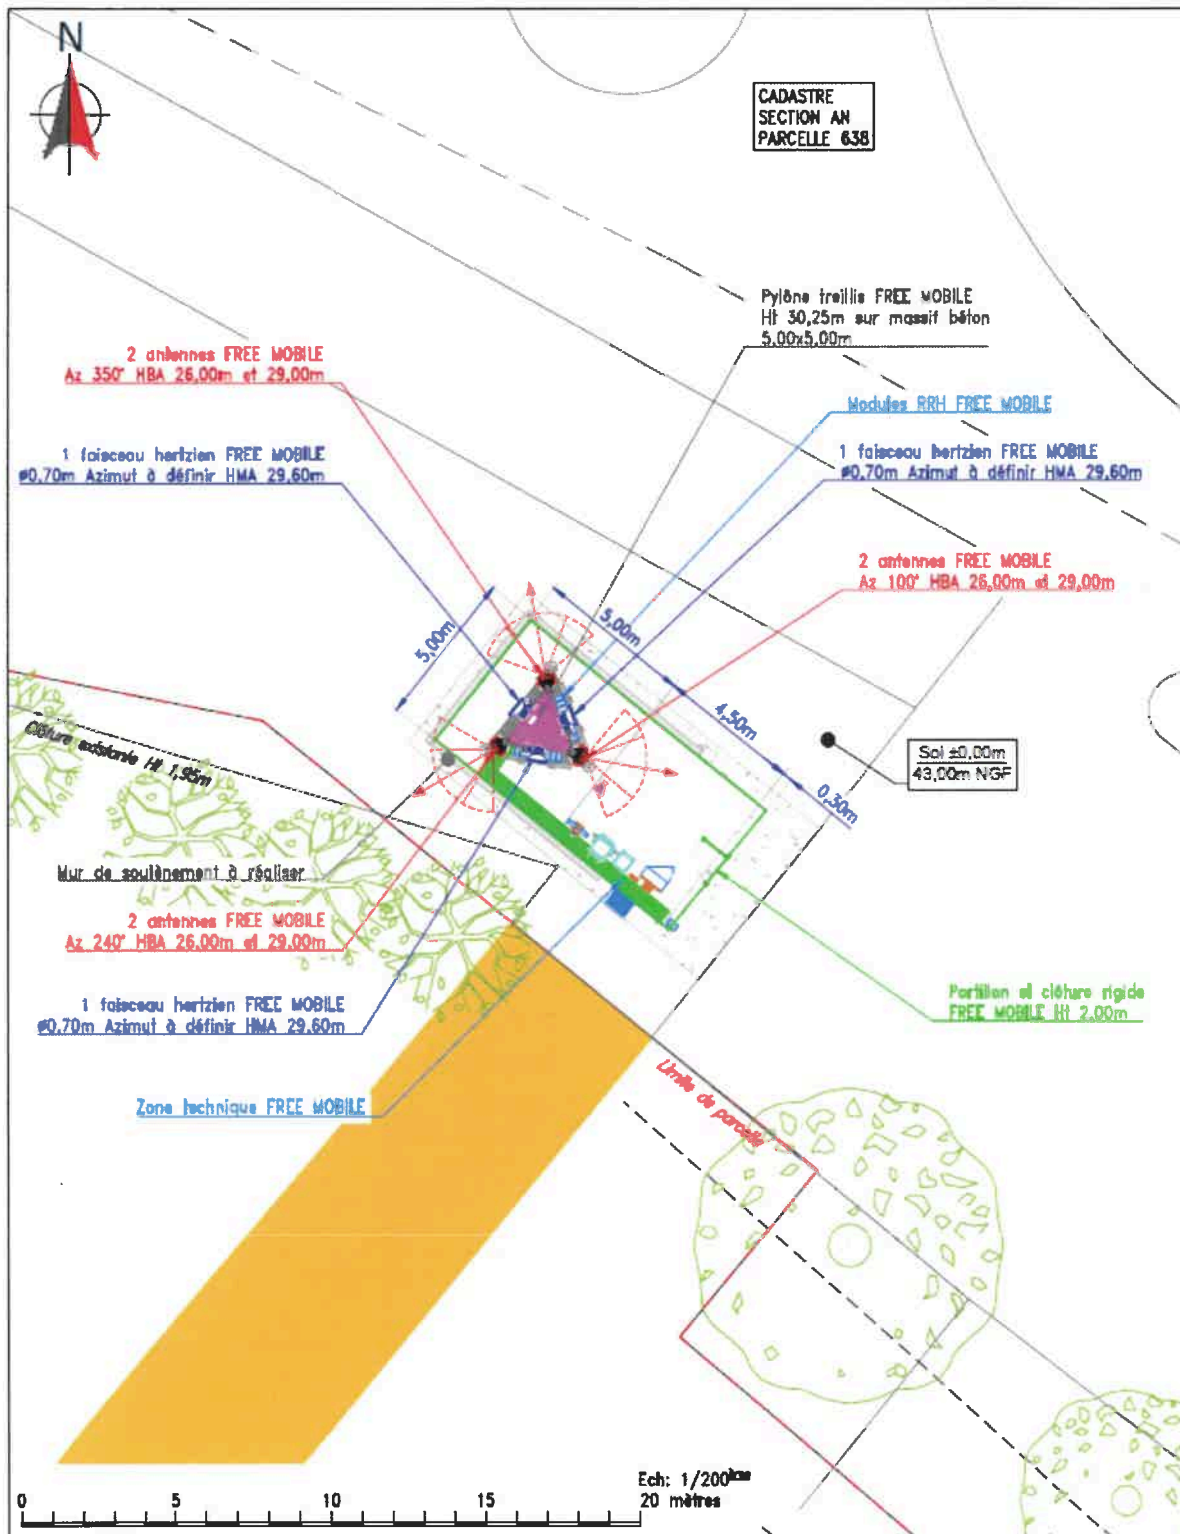 N
CADASTRE
SECTION AN
PARCELLE 638
Pylône treillis FREE MOBILE
Ht 30,25m sur massif béton
5,00x5,00m
2 antennes FREE MOBILE
Az 350° HBA 26,00m et 29,00m
Modules RRH FREE MOBILE
1 faisceau hertzien FREE MOBILE
ø0,70m Azimut à définir HMA 29,60m
1 faisceau hertzien FREE MOBILE
ø0,70m Azimut à définir HMA 29,60m
2 antennes FREE MOBILE
Az 100° HBA 26,00m et 29,00m
5,00m
5,00m
4,50m
0,30m
Clôture existante Ht 1,95m
Sol ±0,00m
43,00m NGF
Mur de soutènement à réaliser
2 antennes FREE MOBILE
Az 240° HBA 26,00m et 29,00m
1 faisceau hertzien FREE MOBILE
ø0,70m Azimut à définir HMA 29,60m
Portillon et clôture rigide
FREE MOBILE Ht 2,00m
Zone technique FREE MOBILE
Limite de parcelle
Ech: 1/200ème
0 5 10 15 20 mètres